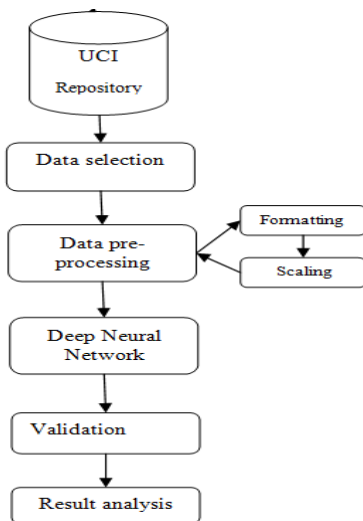 UCI
Repository
Data selection
Data pre-
processing
Formatting
Scaling
Deep Neural
Network
Validation
Result analysis